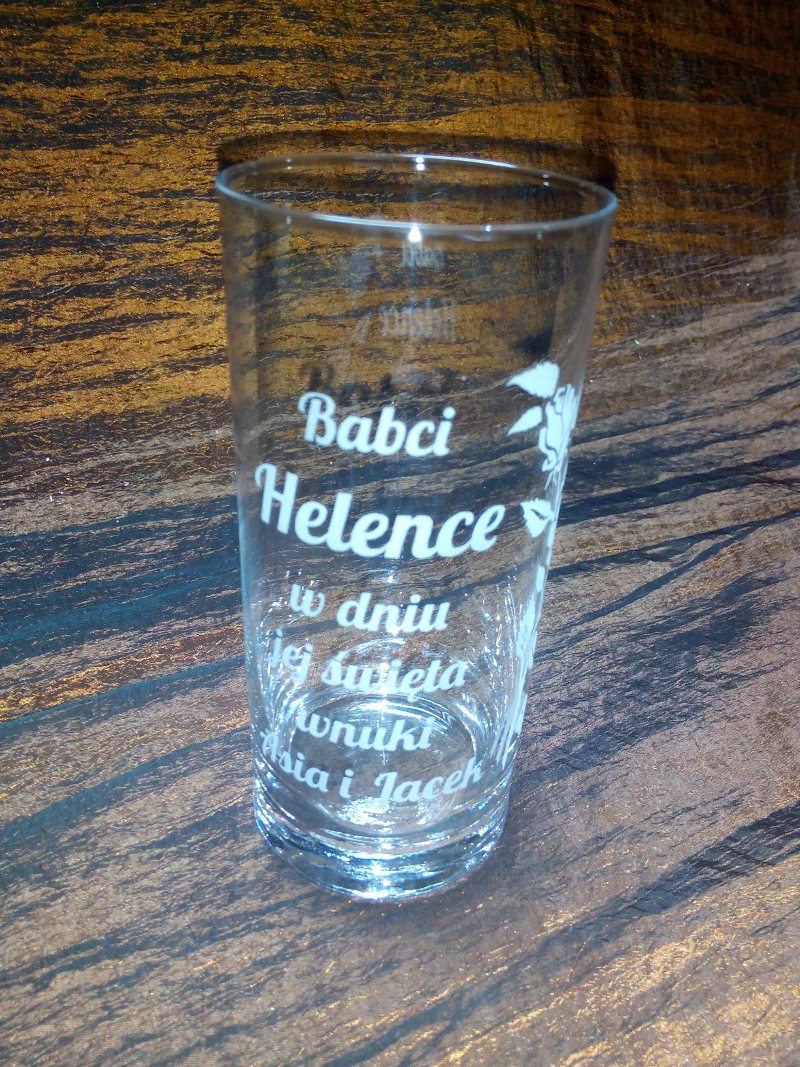 Babci
Helence
w dniu
jej święta
wnuki
Asia i Jacek